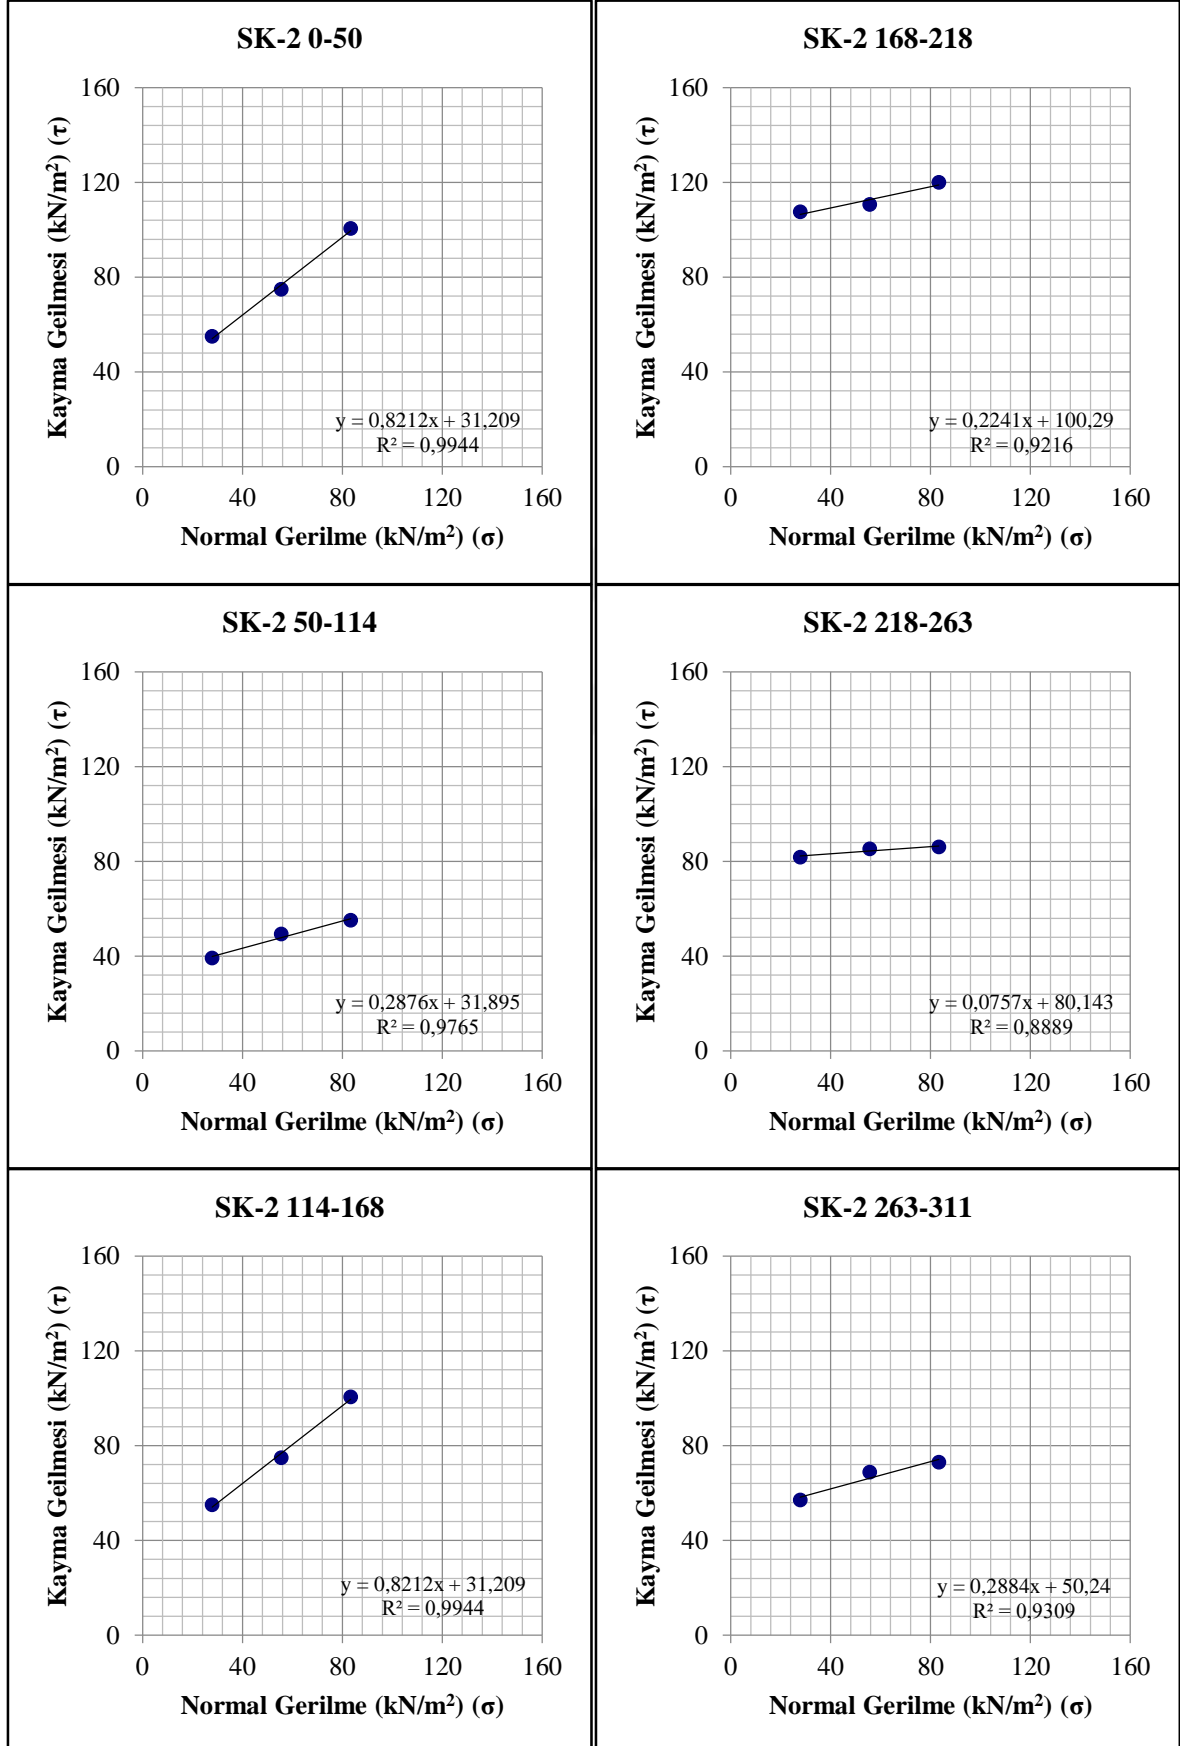 SK-2 0-50
160
120
80
40
0
0 40 80 120 160
Kayma Geilmesi (kN/m²) (τ)
Normal Gerilme (kN/m²) (σ)
y = 0,8212x + 31,209
R² = 0,9944
SK-2 168-218
160
120
80
40
0
0 40 80 120 160
Kayma Geilmesi (kN/m²) (τ)
Normal Gerilme (kN/m²) (σ)
y = 0,2241x + 100,29
R² = 0,9216
SK-2 50-114
160
120
80
40
0
0 40 80 120 160
Kayma Geilmesi (kN/m²) (τ)
Normal Gerilme (kN/m²) (σ)
y = 0,2876x + 31,895
R² = 0,9765
SK-2 218-263
160
120
80
40
0
0 40 80 120 160
Kayma Geilmesi (kN/m²) (τ)
Normal Gerilme (kN/m²) (σ)
y = 0,0757x + 80,143
R² = 0,8889
SK-2 114-168
160
120
80
40
0
0 40 80 120 160
Kayma Geilmesi (kN/m²) (τ)
Normal Gerilme (kN/m²) (σ)
y = 0,8212x + 31,209
R² = 0,9944
SK-2 263-311
160
120
80
40
0
0 40 80 120 160
Kayma Geilmesi (kN/m²) (τ)
Normal Gerilme (kN/m²) (σ)
y = 0,2884x + 50,24
R² = 0,9309